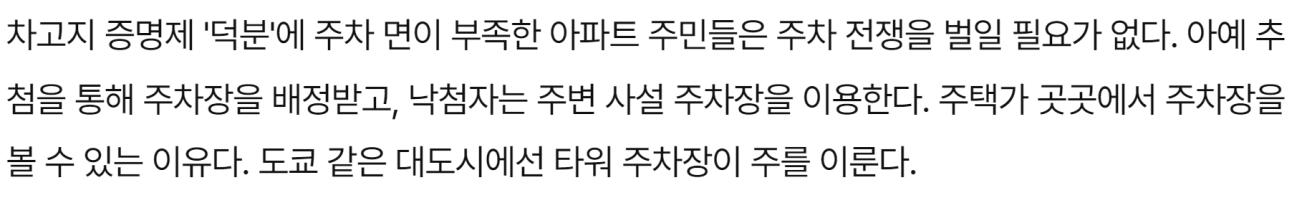 차고지 증명제 '덕분'에 주차 면이 부족한 아파트 주민들은 주차 전쟁을 벌일 필요가 없다. 아예 추
첨을 통해 주차장을 배정받고, 낙첨자는 주변 사설 주차장을 이용한다. 주택가 곳곳에서 주차장을
볼 수 있는 이유다. 도쿄 같은 대도시에선 타워 주차장이 주를 이룬다.